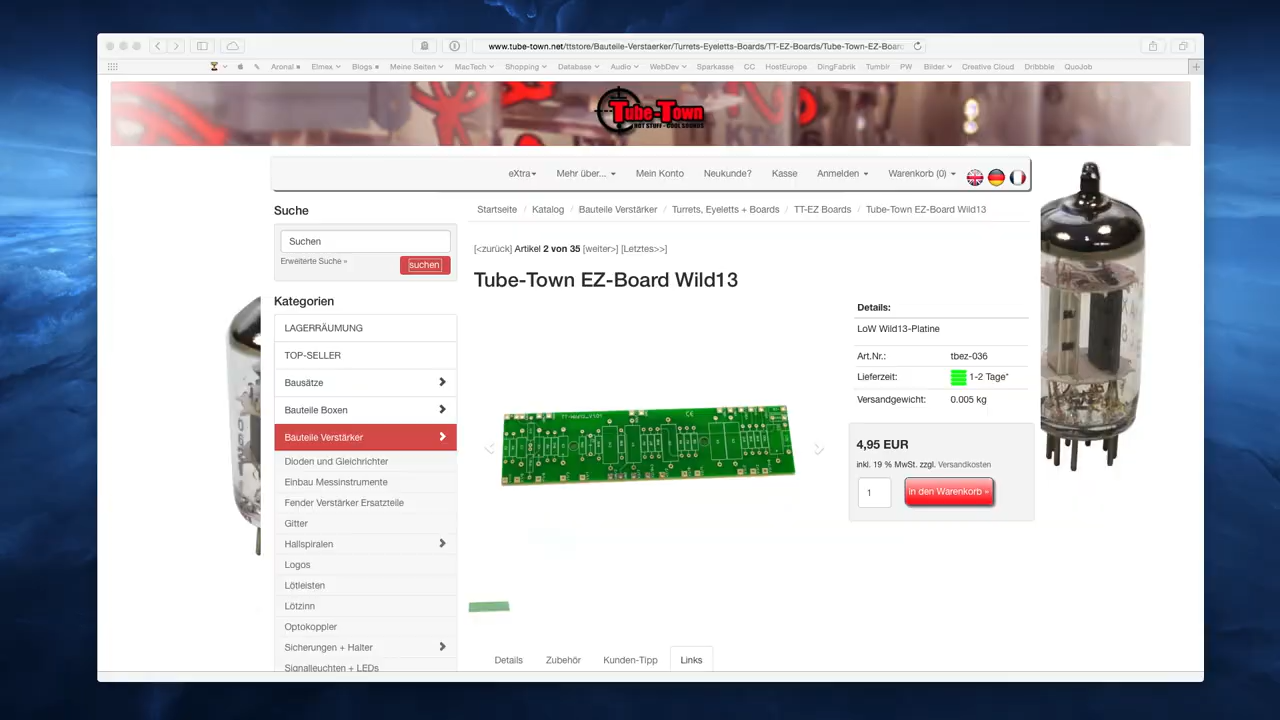 www.tube-town.net/ttstore/Bauteile-Verstaerker/Turrets-Eyeletts-Boards/TT-EZ-Boards/Tube-Town-EZ-Boar
Aronal
Elmex
Blogs
Meine Seiten
MacTech
Shopping
Database
Audio
WebDev
Sparkasse
CC
HostEurope
DingFabrik
Tumblr
PW
Bilder
Creative Cloud
Dribbble
QuoJob
Tube-Town
HOT STUFF - COOL SOUNDS
eXtra
Mehr über...
Mein Konto
Neukunde?
Kasse
Anmelden
Warenkorb (0)
Suche
Suchen
Erweiterte Suche »
suchen
Kategorien
LAGERRÄUMUNG
TOP-SELLER
Bausätze
Bauteile Boxen
Bauteile Verstärker
Dioden und Gleichrichter
Einbau Messinstrumente
Fender Verstärker Ersatzteile
Gitter
Hallspiralen
Logos
Lötleisten
Lötzinn
Optokoppler
Sicherungen + Halter
Signalleuchten + LEDs
Startseite / Katalog / Bauteile Verstärker / Turrets, Eyeletts + Boards / TT-EZ Boards / Tube-Town EZ-Board Wild13
[<zurück] Artikel 2 von 35 [weiter>] [Letztes>>]
Tube-Town EZ-Board Wild13
Details:
LoW Wild13-Platine
Art.Nr.: tbez-036
Lieferzeit: 1-2 Tage*
Versandgewicht: 0.005 kg
4,95 EUR
inkl. 19 % MwSt. zzgl. Versandkosten
1
in den Warenkorb »
Details
Zubehör
Kunden-Tipp
Links